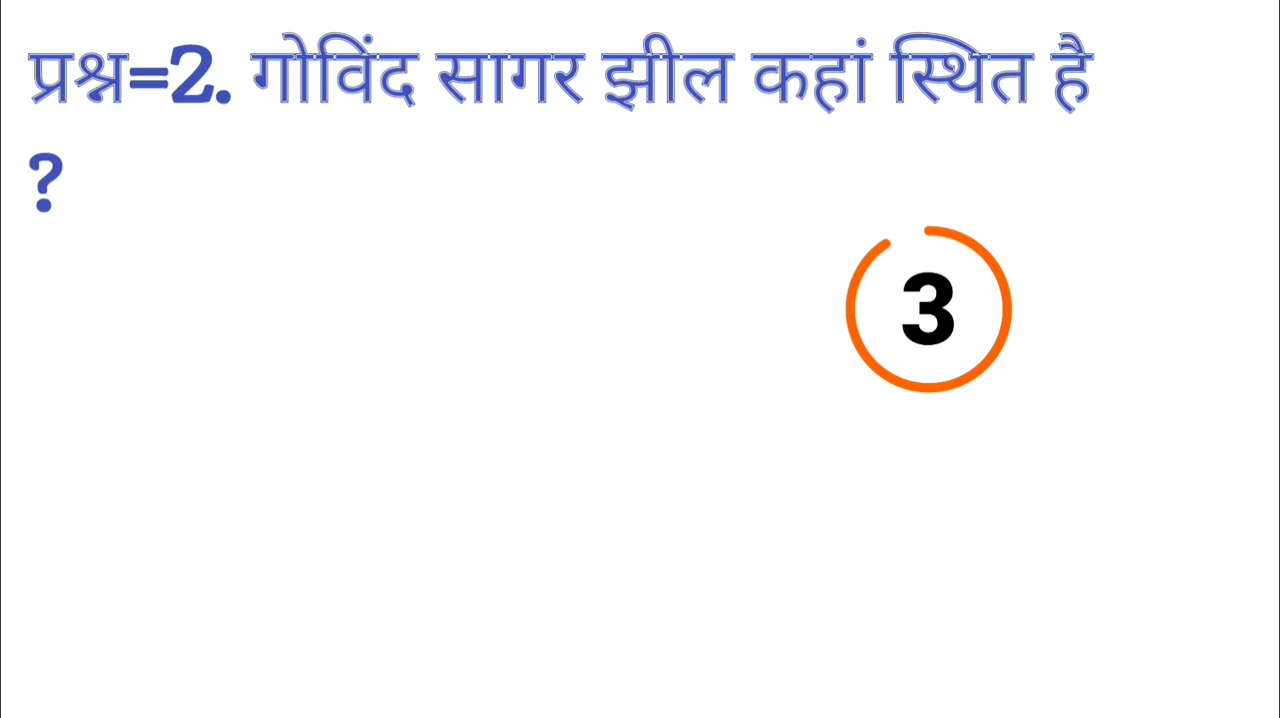 प्रश्न=2. गोविंद सागर झील कहां स्थित है
?
3